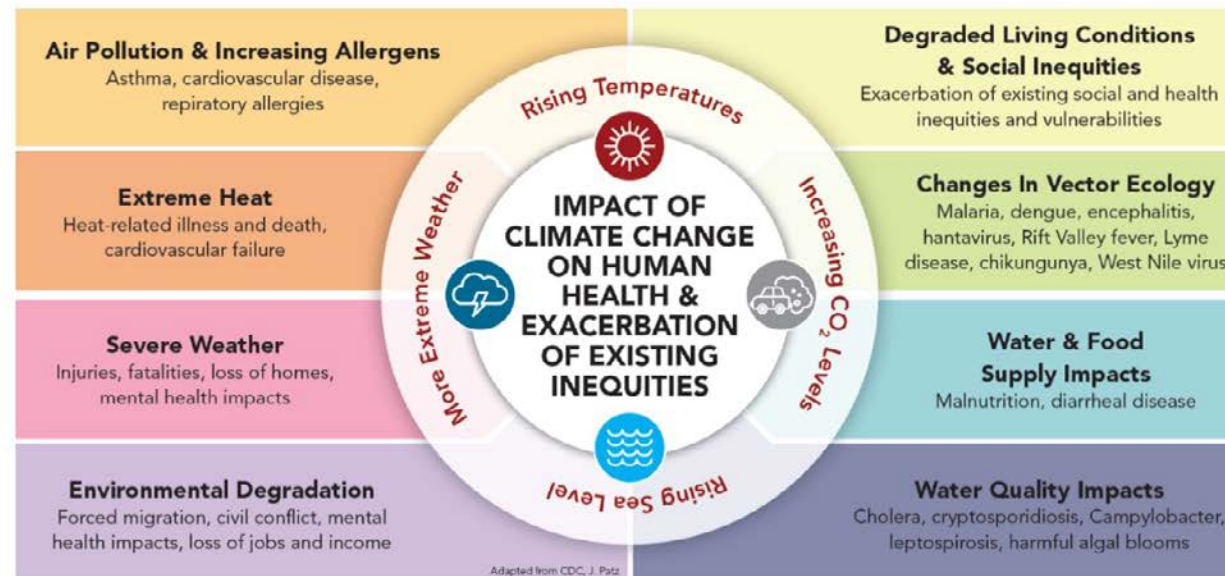 Air Pollution & Increasing Allergens
Asthma, cardiovascular disease,
repiratory allergies
Extreme Heat
Heat-related illness and death,
cardiovascular failure
Severe Weather
Injuries, fatalities, loss of homes,
mental health impacts
Environmental Degradation
Forced migration, civil conflict, mental
health impacts, loss of jobs and income
Adapted from CDC, J. Patz
Rising Temperatures
More Extreme Weather
IMPACT OF
CLIMATE CHANGE
ON HUMAN
HEALTH &
EXACERBATION
OF EXISTING
INEQUITIES
Increasing CO₂ Levels
Rising Sea Level
Degraded Living Conditions
& Social Inequities
Exacerbation of existing social and health
inequities and vulnerabilities
Changes In Vector Ecology
Malaria, dengue, encephalitis,
hantavirus, Rift Valley fever, Lyme
disease, chikungunya, West Nile virus
Water & Food
Supply Impacts
Malnutrition, diarrheal disease
Water Quality Impacts
Cholera, cryptosporidiosis, Campylobacter,
leptospirosis, harmful algal blooms